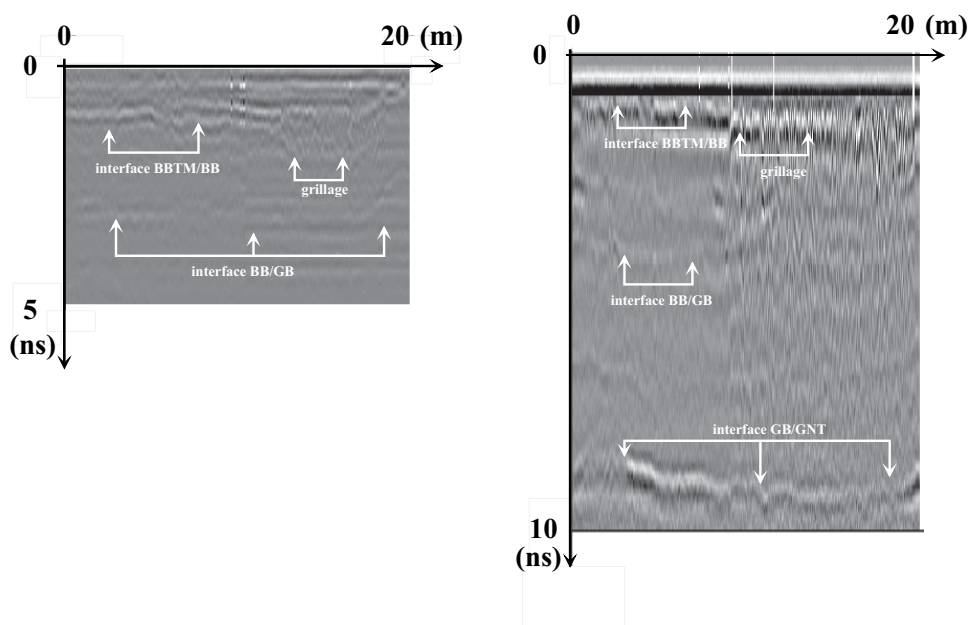 0 20 (m)
0
interface BBTM/BB
grillage
interface BB/GB
5
(ns)
0 20 (m)
0
interface BBTM/BB
grillage
interface BB/GB
interface GB/GNT
10
(ns)